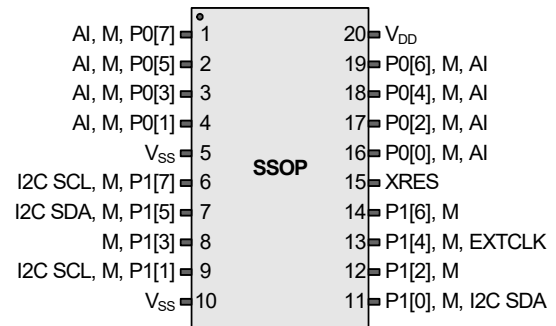 AI, M, P0[7] 1 20 VDD
AI, M, P0[5] 2 19 P0[6], M, AI
AI, M, P0[3] 3 18 P0[4], M, AI
AI, M, P0[1] 4 17 P0[2], M, AI
VSS 5 16 P0[0], M, AI
SSOP
I2C SCL, M, P1[7] 6 15 XRES
I2C SDA, M, P1[5] 7 14 P1[6], M
M, P1[3] 8 13 P1[4], M, EXTCLK
I2C SCL, M, P1[1] 9 12 P1[2], M
VSS 10 11 P1[0], M, I2C SDA